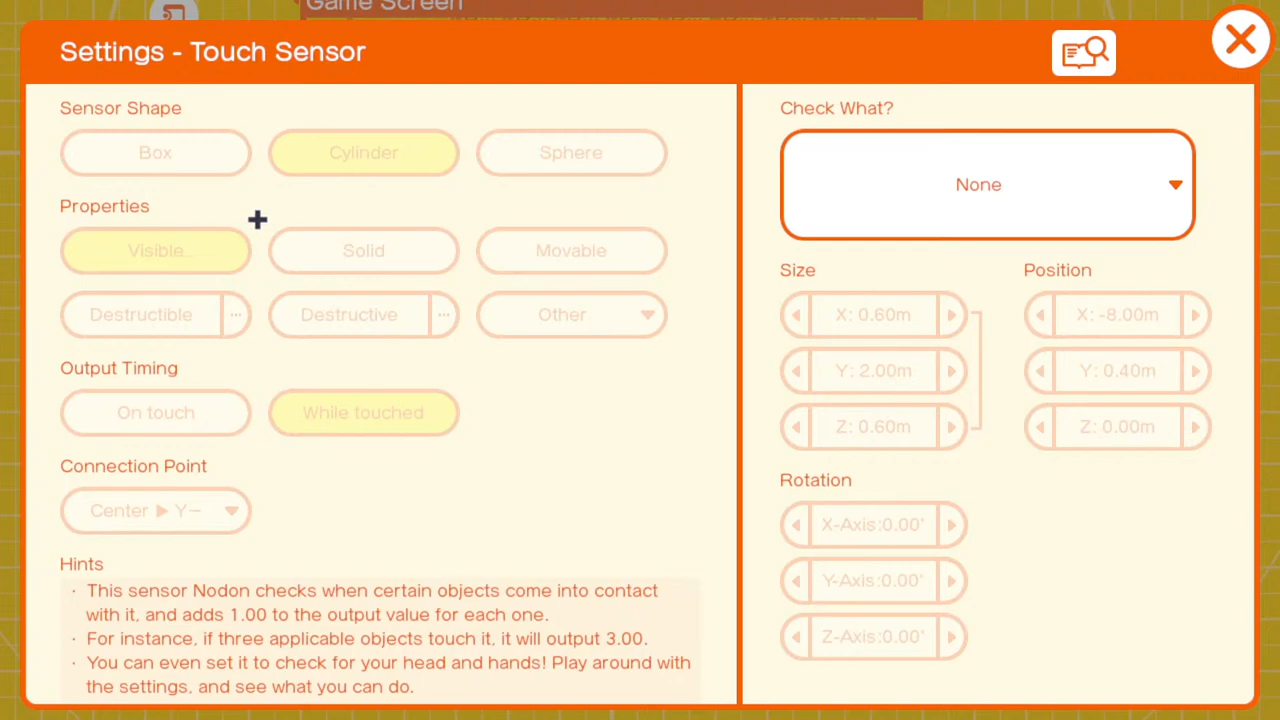 Game Screen
Settings - Touch Sensor
Sensor Shape
Box
Cylinder
Sphere
Properties
Visible
Solid
Movable
Destructible ...
Destructive ...
Other
Output Timing
On touch
While touched
Connection Point
Center ▶ Y−
Hints
· This sensor Nodon checks when certain objects come into contact
with it, and adds 1.00 to the output value for each one.
· For instance, if three applicable objects touch it, it will output 3.00.
· You can even set it to check for your head and hands! Play around with
the settings, and see what you can do.
Check What?
None
Size
X: 0.60m
Y: 2.00m
Z: 0.60m
Position
X: -8.00m
Y: 0.40m
Z: 0.00m
Rotation
X-Axis:0.00°
Y-Axis:0.00°
Z-Axis:0.00°